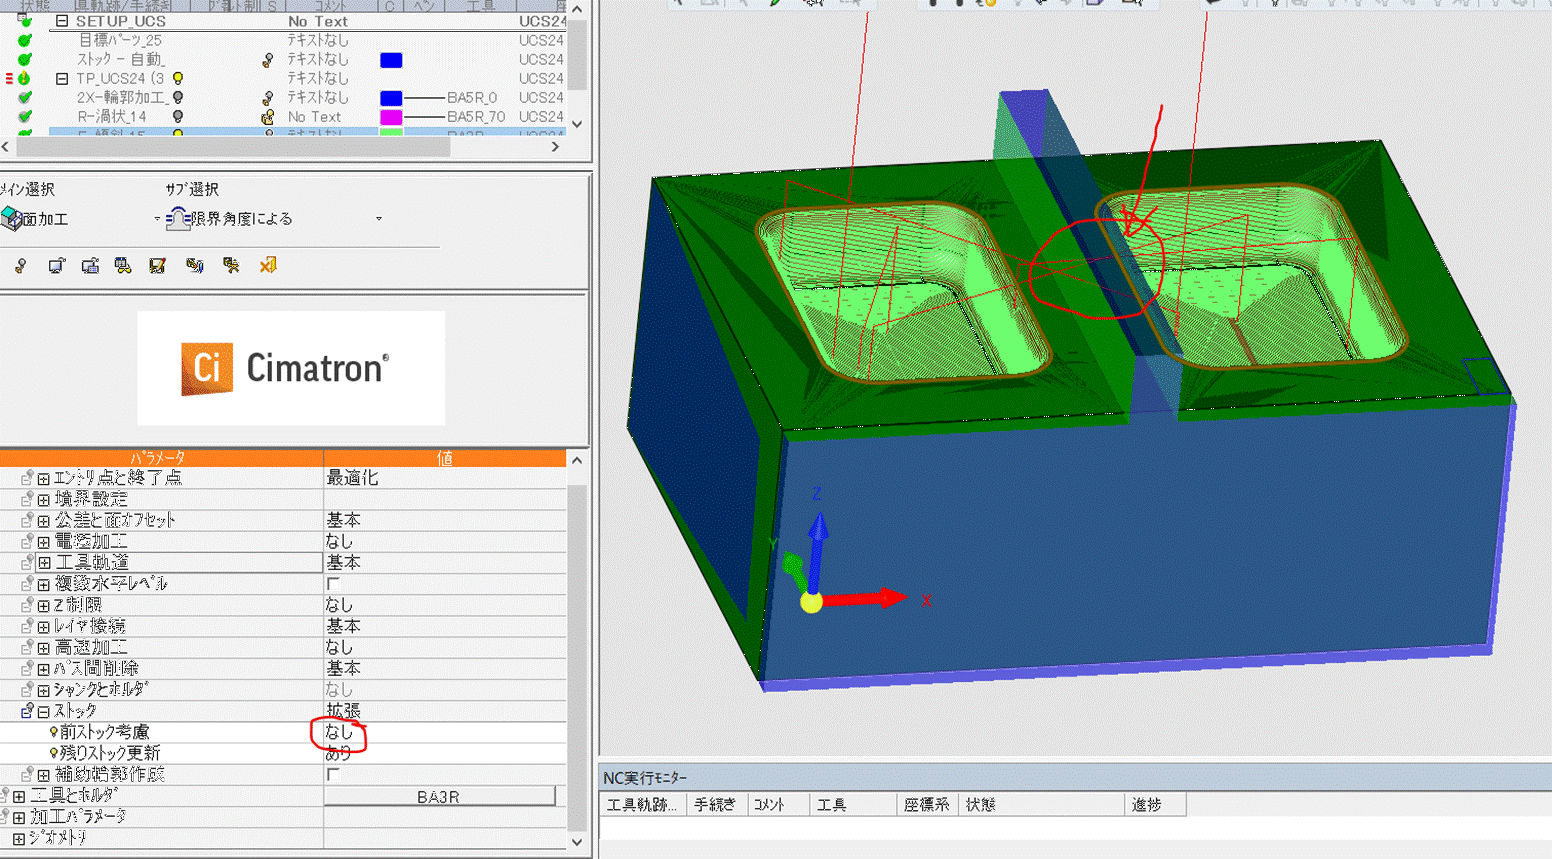 状態 コメント C ペン 工具
SETUP_UCS No Text UCS24
目標パーツ_25 テキストなし UCS24
ストック - 自動_ テキストなし UCS24
TP_UCS24 (3 テキストなし UCS24
2X-輪郭加工_ テキストなし BA5R_0 UCS24
R-渦状_14 No Text BA5R_70 UCS24
メイン選択 サブ選択
面加工 限界角度による
Ci Cimatron®
パラメータ 値
エントリ点と終了点 最適化
境界設定
公差と面オフセット 基本
電極加工 なし
工具軌道 基本
複数水平レベル
Z制限 なし
レイヤ接続 基本
高速加工 なし
パス間削除 基本
シャンクとホルダ なし
ストック 拡張
前ストック考慮 なし
残りストック更新 あり
補助輪郭作成
工具とホルダ BA3R
加工パラメータ
ジオメトリ
Z
Y
X
NC実行モニター
工具軌跡... 手続き コメント 工具 座標系 状態 進捗